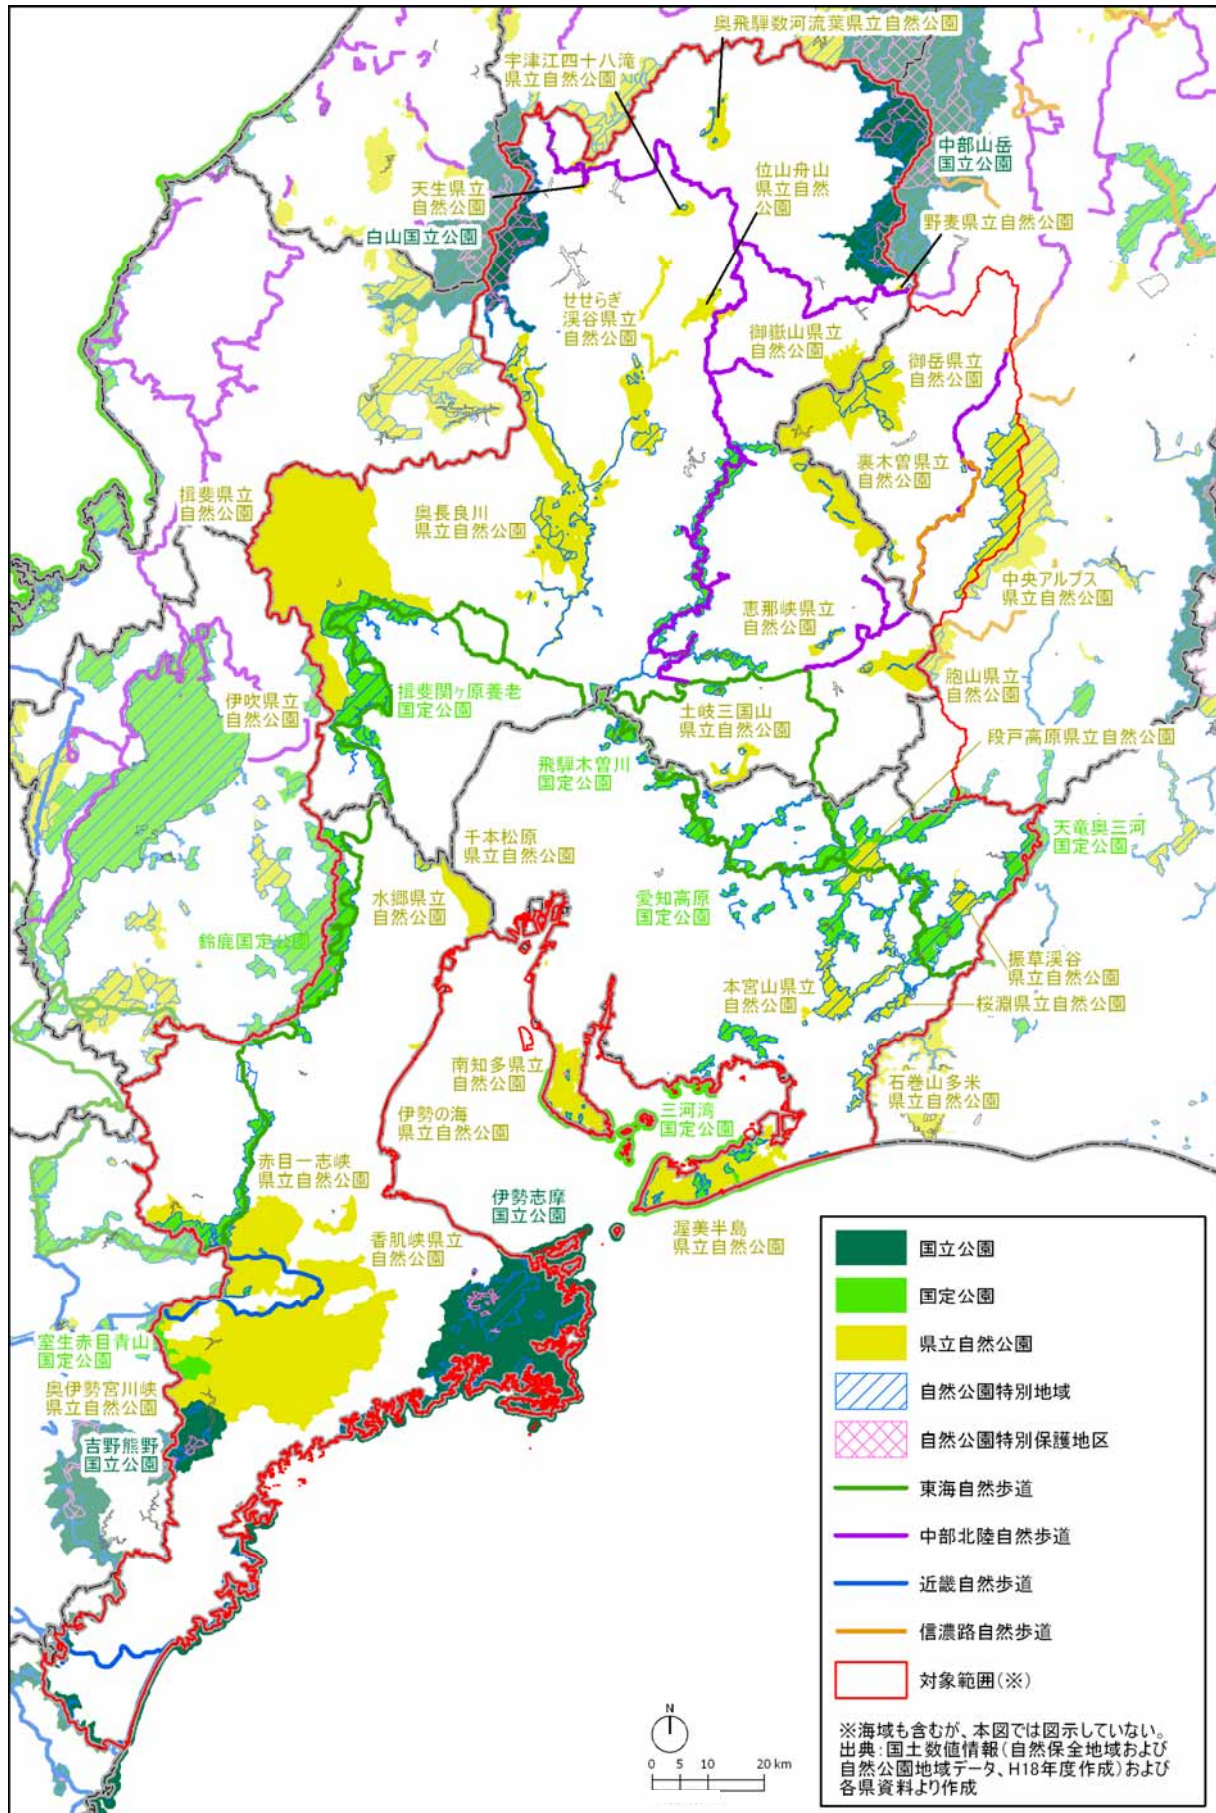 奥飛騨数河流葉県立自然公園
宇津江四十八滝
県立自然公園
中部山岳
国立公園
位山舟山
県立自然
公園
天生県立
自然公園
野麦県立自然公園
白山国立公園
せせらぎ
渓谷県立
自然公園
御嶽山県立
自然公園
御岳県立
自然公園
裏木曽県立
自然公園
揖斐県立
自然公園
奥長良川
県立自然公園
中央アルプス
県立自然公園
恵那峡県立
自然公園
胞山県立
自然公園
伊吹県立
自然公園
揖斐関ヶ原養老
国定公園
土岐三国山
県立自然公園
段戸高原県立自然公園
飛騨木曽川
国定公園
天竜奥三河
国定公園
千本松原
県立自然公園
水郷県立
自然公園
愛知高原
国定公園
鈴鹿国定公園
振草渓谷
県立自然公園
本宮山県立
自然公園
桜淵県立自然公園
南知多県立
自然公園
石巻山多米
県立自然公園
三河湾
国定公園
伊勢の海
県立自然公園
赤目一志峡
県立自然公園
伊勢志摩
国立公園
渥美半島
県立自然公園
香肌峡県立
自然公園
室生赤目青山
国定公園
奥伊勢宮川峡
県立自然公園
吉野熊野
国立公園
国立公園
国定公園
県立自然公園
自然公園特別地域
自然公園特別保護地区
東海自然歩道
中部北陸自然歩道
近畿自然歩道
信濃路自然歩道
対象範囲(※)
※海域も含むが、本図では図示していない。
出典:国土数値情報(自然保全地域および
自然公園地域データ、H18年度作成)および
各県資料より作成
N
0 5 10 20 km